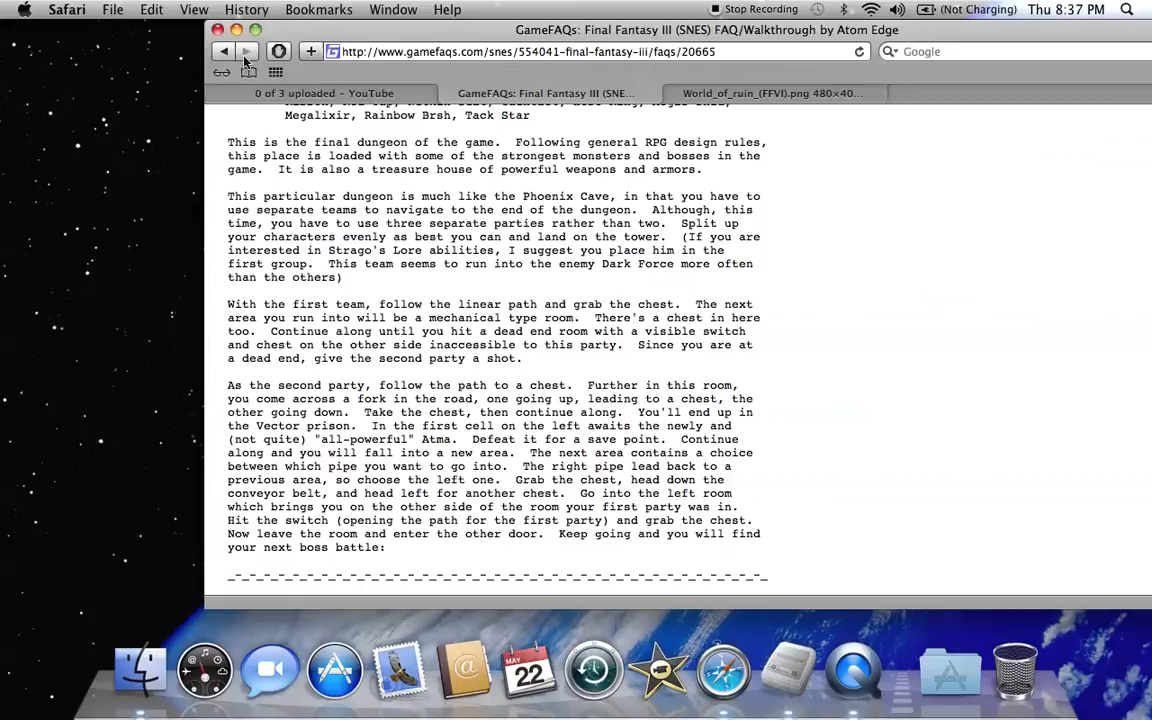 Safari File Edit View History Bookmarks Window Help Stop Recording (Not Charging) Thu 8:37 PM
GameFAQs: Final Fantasy III (SNES) FAQ/Walkthrough by Atom Edge
http://www.gamefaqs.com/snes/554041-final-fantasy-iii/faqs/20665 Google
0 of 3 uploaded - YouTube GameFAQs: Final Fantasy III (SNE... World_of_ruin_(FFVI).png 480×40...
Megalixir, Rainbow Brsh, Tack Star
This is the final dungeon of the game. Following general RPG design rules,
this place is loaded with some of the strongest monsters and bosses in the
game. It is also a treasure house of powerful weapons and armors.
This particular dungeon is much like the Phoenix Cave, in that you have to
use separate teams to navigate to the end of the dungeon. Although, this
time, you have to use three separate parties rather than two. Split up
your characters evenly as best you can and land on the tower. (If you are
interested in Strago's Lore abilities, I suggest you place him in the
first group. This team seems to run into the enemy Dark Force more often
than the others)
With the first team, follow the linear path and grab the chest. The next
area you run into will be a mechanical type room. There's a chest in here
too. Continue along until you hit a dead end room with a visible switch
and chest on the other side inaccessible to this party. Since you are at
a dead end, give the second party a shot.
As the second party, follow the path to a chest. Further in this room,
you come across a fork in the road, one going up, leading to a chest, the
other going down. Take the chest, then continue along. You'll end up in
the Vector prison. In the first cell on the left awaits the newly and
(not quite) "all-powerful" Atma. Defeat it for a save point. Continue
along and you will fall into a new area. The next area contains a choice
between which pipe you want to go into. The right pipe lead back to a
previous area, so choose the left one. Grab the chest, head down the
conveyor belt, and head left for another chest. Go into the left room
which brings you on the other side of the room your first party was in.
Hit the switch (opening the path for the first party) and grab the chest.
Now leave the room and enter the other door. Keep going and you will find
your next boss battle:
MAY
22